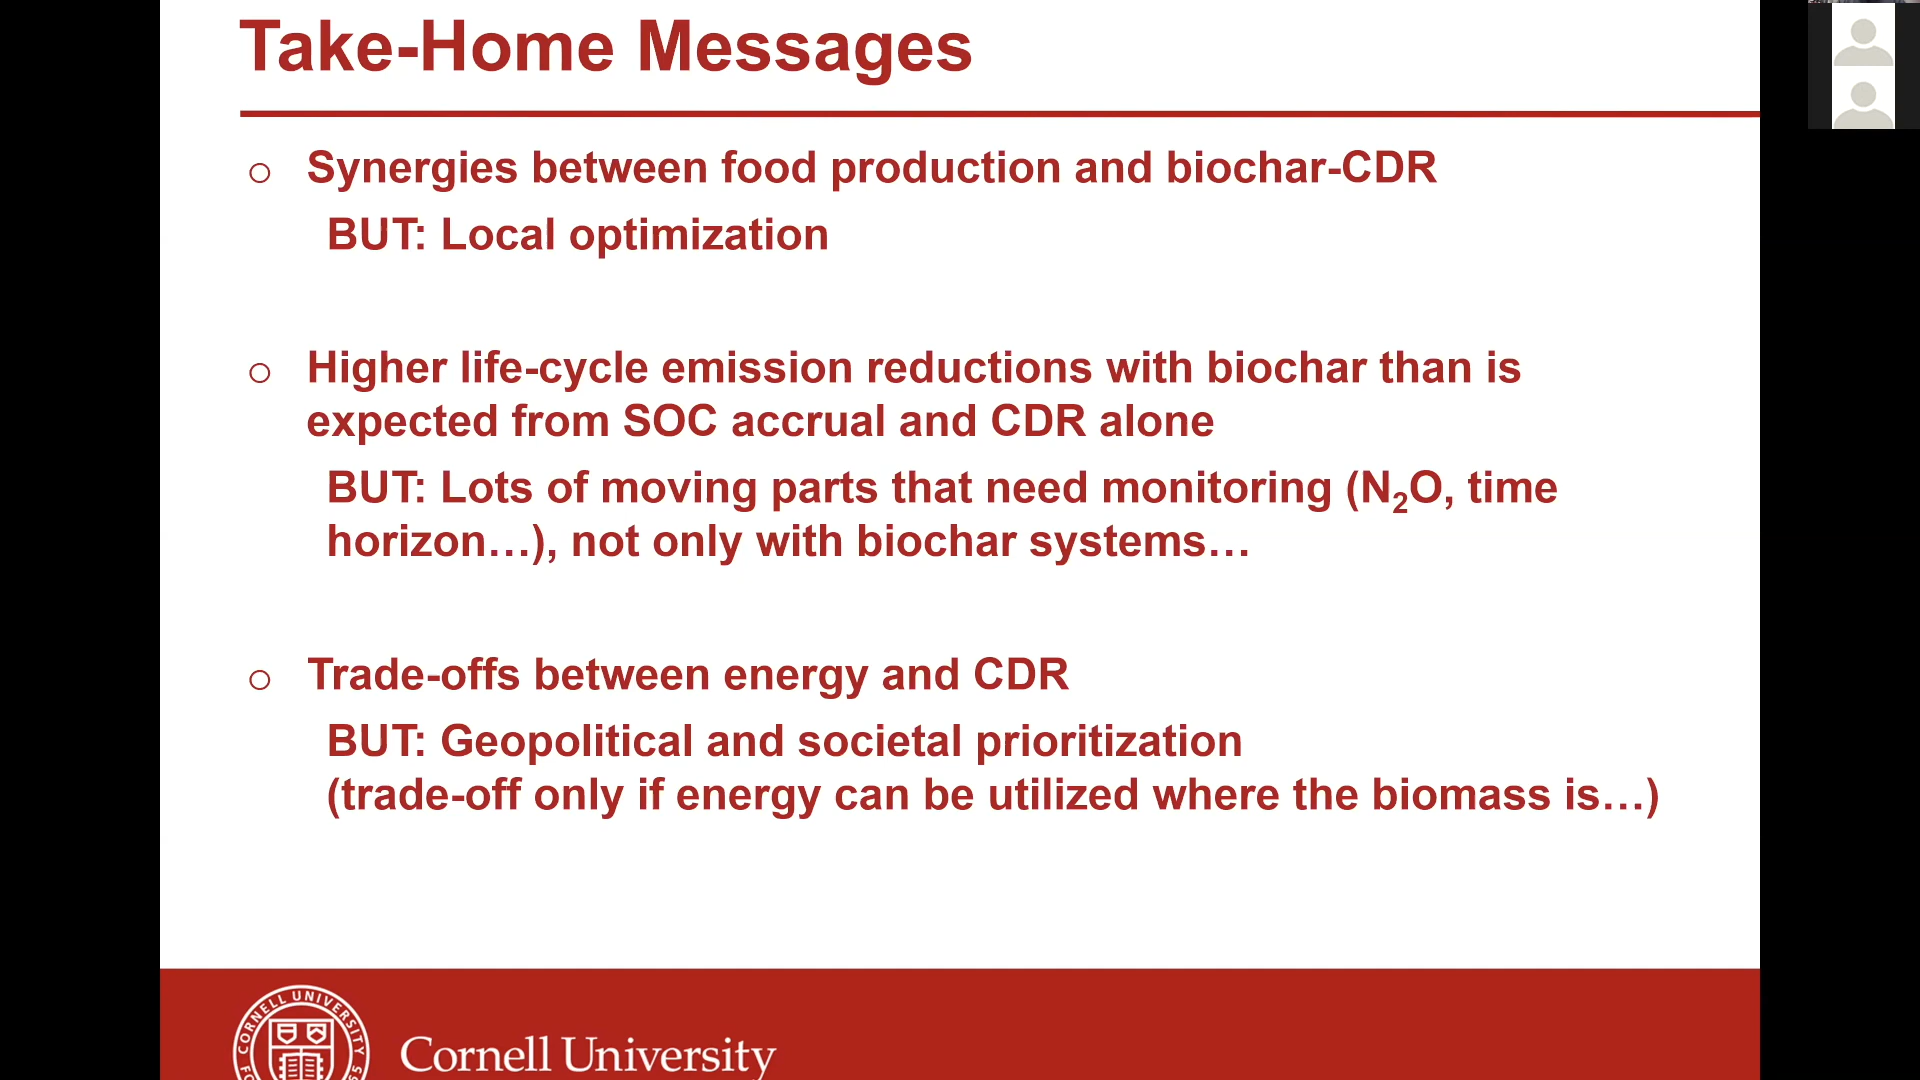 Take-Home Messages
○ Synergies between food production and biochar-CDR
BUT: Local optimization
○ Higher life-cycle emission reductions with biochar than is
expected from SOC accrual and CDR alone
BUT: Lots of moving parts that need monitoring (N₂O, time
horizon…), not only with biochar systems…
○ Trade-offs between energy and CDR
BUT: Geopolitical and societal prioritization
(trade-off only if energy can be utilized where the biomass is…)
CORNELL UNIVERSITY
Cornell University